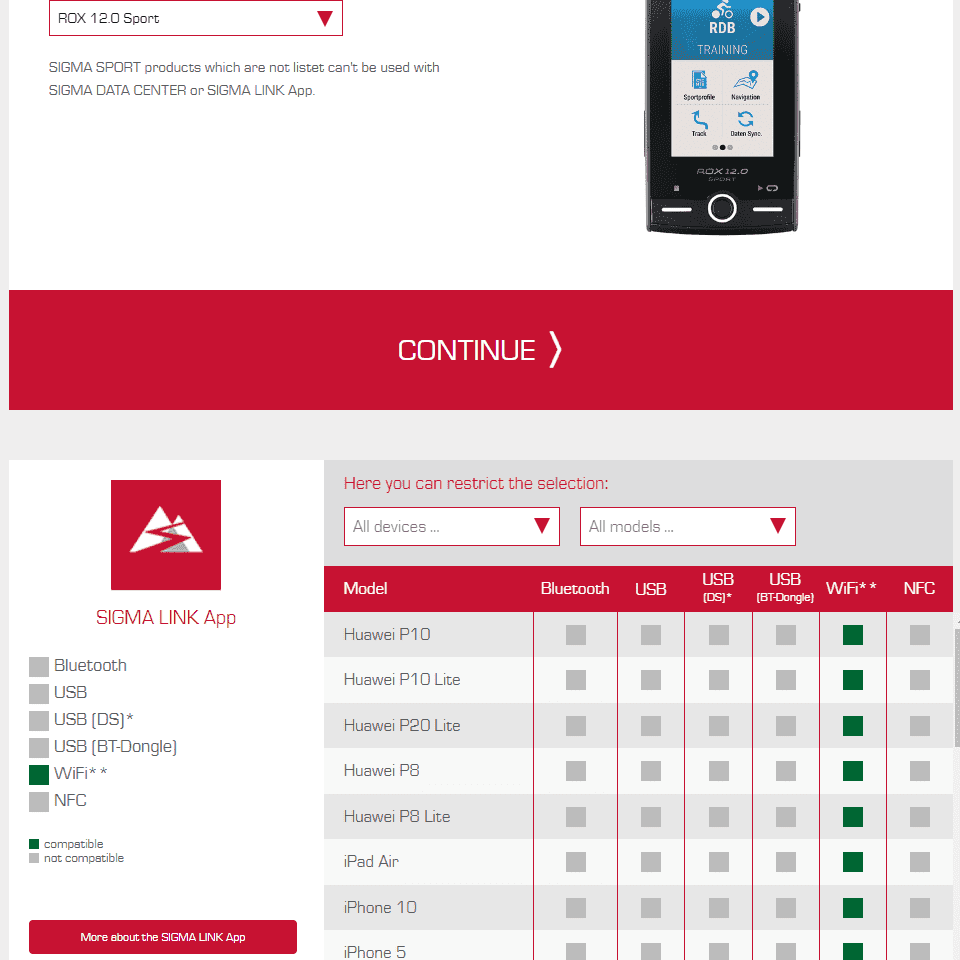 ROX 12.0 Sport
SIGMA SPORT products which are not listet can't be used with
SIGMA DATA CENTER or SIGMA LINK App.
RDB
TRAINING
Sportprofile
Navigation
Track
Daten Sync.
ROX 12.0
SPORT
CONTINUE
SIGMA LINK App
Bluetooth
USB
USB (DS)*
USB (BT-Dongle)
WiFi**
NFC
compatible
not compatible
More about the SIGMA LINK App
Here you can restrict the selection:
All devices ...
All models ...
Model Bluetooth USB USB (DS)* USB (BT-Dongle) WiFi** NFC
Huawei P10
Huawei P10 Lite
Huawei P20 Lite
Huawei P8
Huawei P8 Lite
iPad Air
iPhone 10
iPhone 5